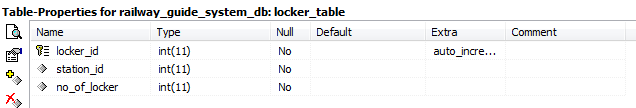 Table-Properties for railway_guide_system_db: locker_table
Name Type Null Default Extra Comment
locker_id int(11) No auto_incre...
station_id int(11) No
no_of_locker int(11) No